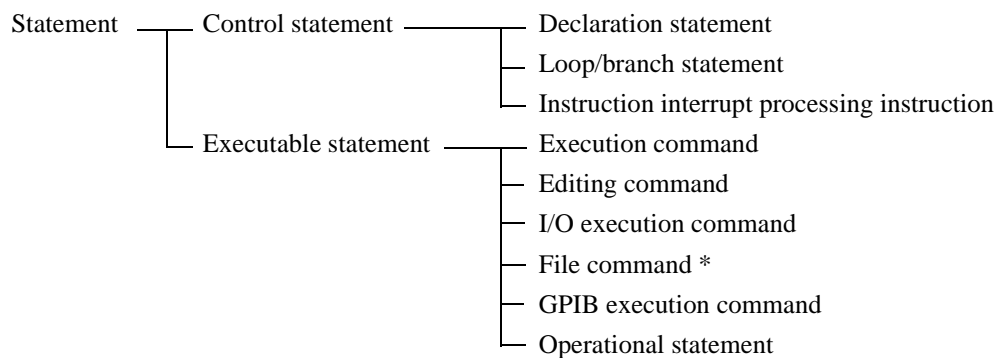 Statement Control statement Declaration statement
Loop/branch statement
Instruction interrupt processing instruction
Executable statement Execution command
Editing command
I/O execution command
File command *
GPIB execution command
Operational statement